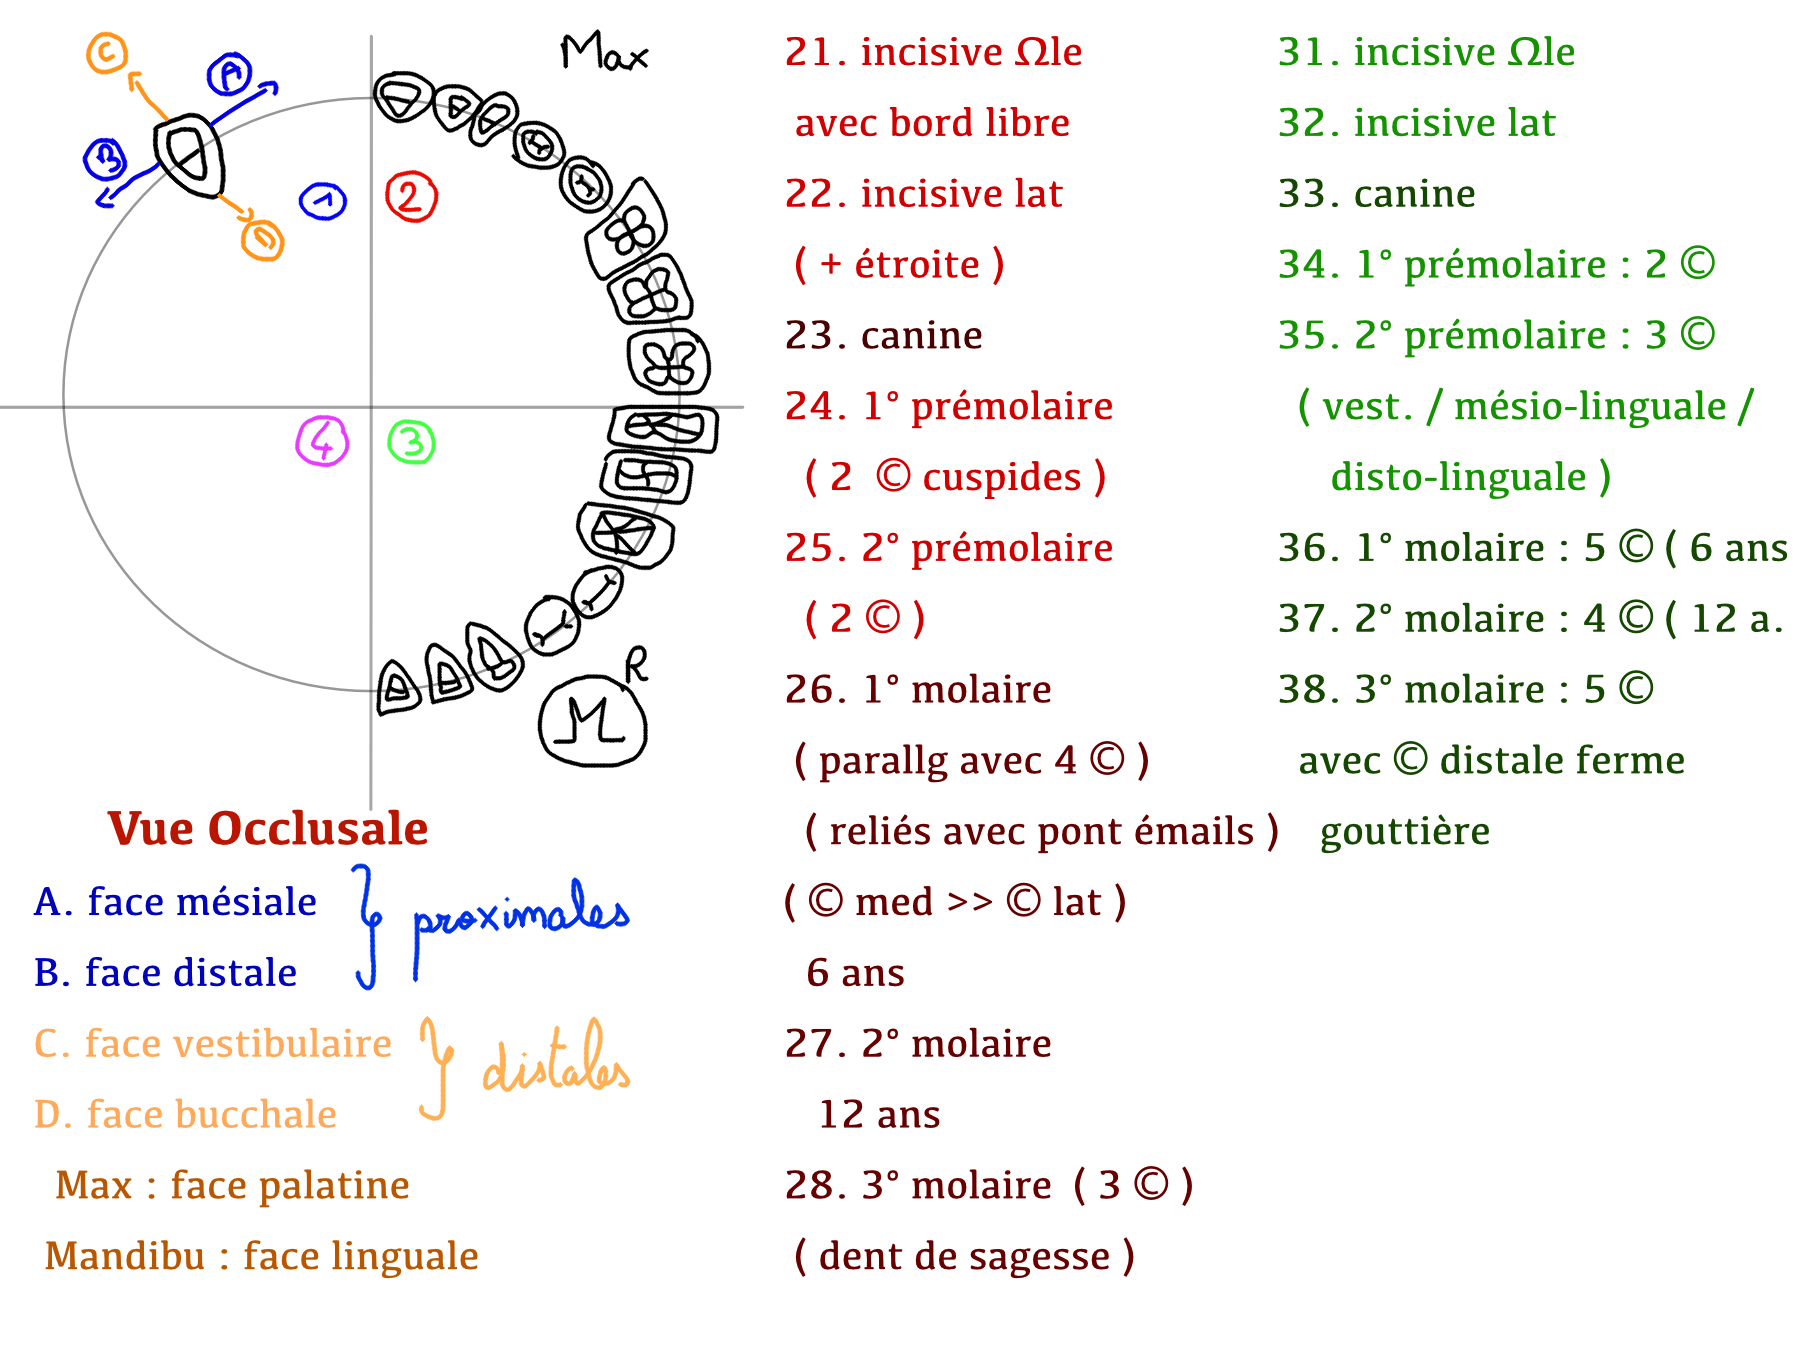 Max
C
A
B
D
1
2
4
3
M R
Vue Occlusale
A. face mésiale
B. face distale
proximales
C. face vestibulaire
D. face bucchale
distales
Max : face palatine
Mandibu : face linguale
21. incisive Ωle
avec bord libre
22. incisive lat
( + étroite )
23. canine
24. 1° prémolaire
( 2 © cuspides )
25. 2° prémolaire
( 2 © )
26. 1° molaire
( parallg avec 4 © )
( reliés avec pont émails )
( © med >> © lat )
6 ans
27. 2° molaire
12 ans
28. 3° molaire ( 3 © )
( dent de sagesse )
31. incisive Ωle
32. incisive lat
33. canine
34. 1° prémolaire : 2 ©
35. 2° prémolaire : 3 ©
( vest. / mésio-linguale /
disto-linguale )
36. 1° molaire : 5 © ( 6 ans
37. 2° molaire : 4 © ( 12 a.
38. 3° molaire : 5 ©
avec © distale ferme
gouttière